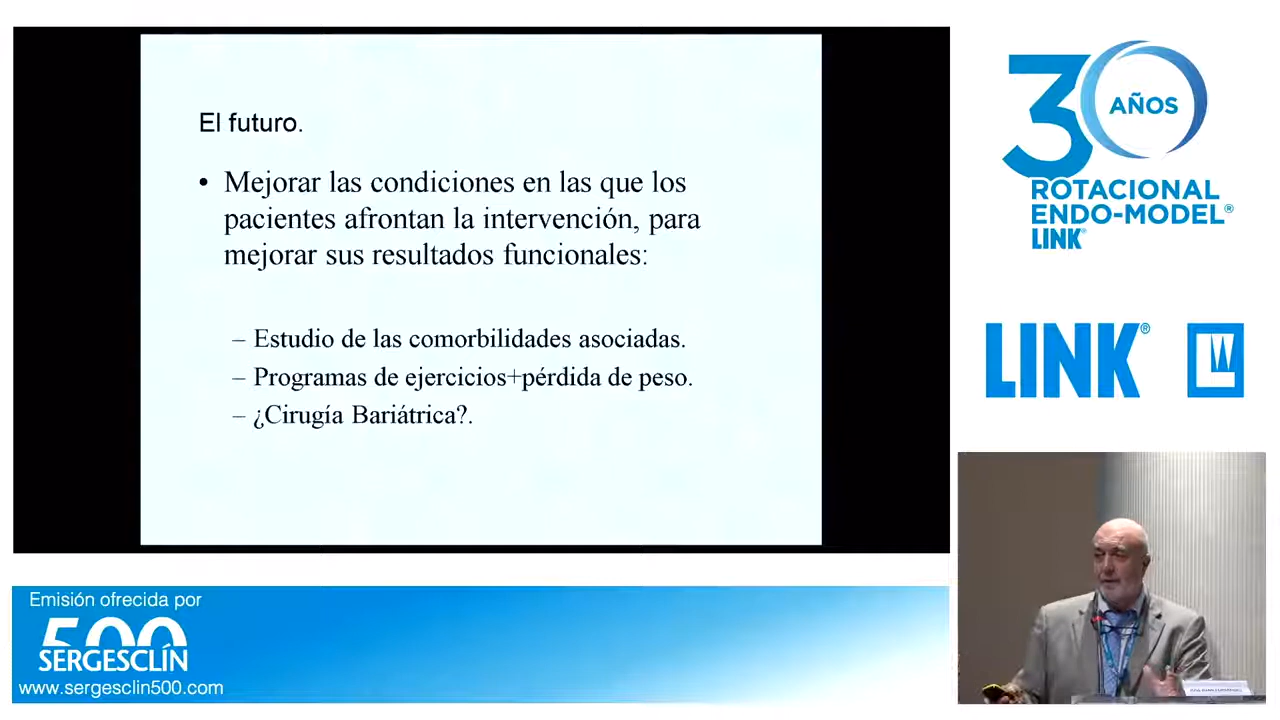 El futuro.
• Mejorar las condiciones en las que los
pacientes afrontan la intervención, para
mejorar sus resultados funcionales:
– Estudio de las comorbilidades asociadas.
– Programas de ejercicios+pérdida de peso.
– ¿Cirugía Bariátrica?.
30 AÑOS
ROTACIONAL
ENDO-MODEL®
LINK®
LINK®
Emisión ofrecida por
500
SERGESCLÍN
www.sergesclin500.com